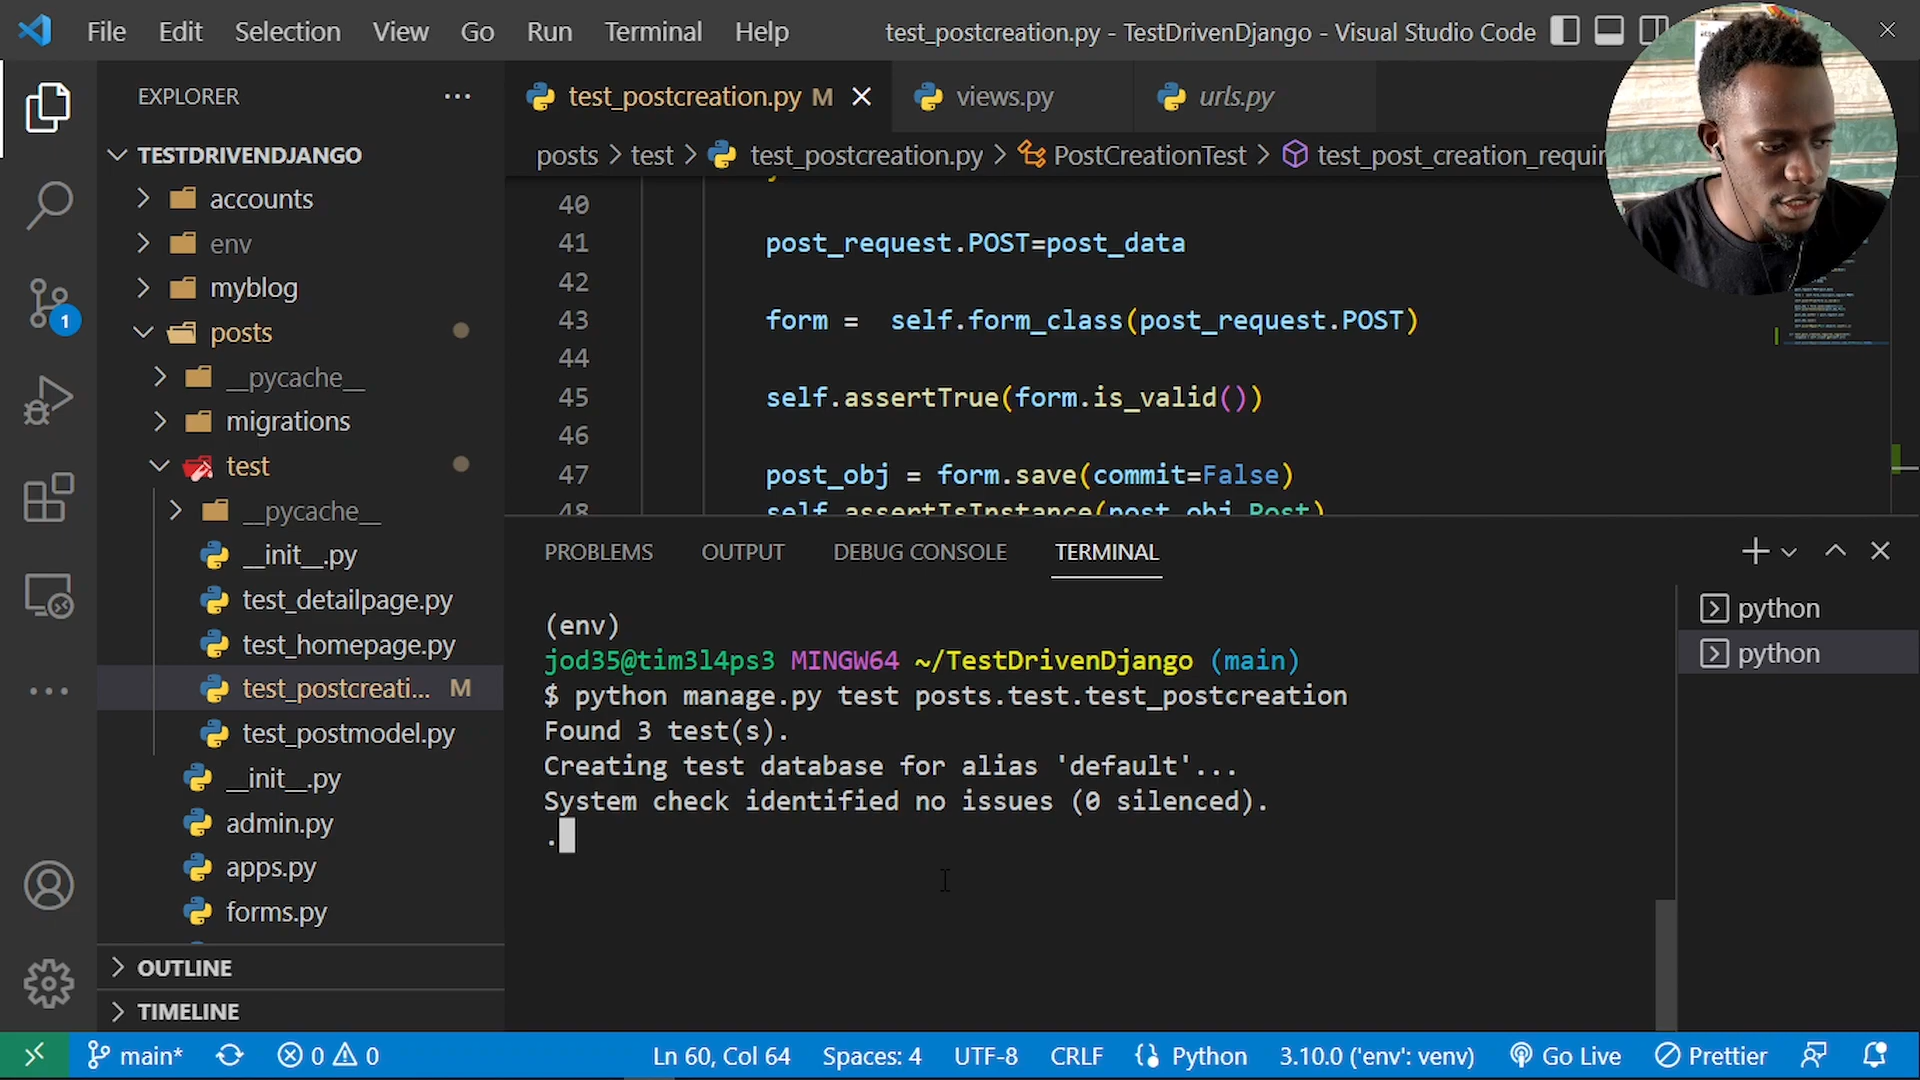 File Edit Selection View Go Run Terminal Help test_postcreation.py - TestDrivenDjango - Visual Studio Code
EXPLORER
test_postcreation.py M views.py urls.py
TESTDRIVENDJANGO
posts > test > test_postcreation.py > PostCreationTest > test_post_creation_requir
accounts
env
myblog
posts
__pycache__
migrations
test
__pycache__
__init__.py
test_detailpage.py
test_homepage.py
test_postcreati... M
test_postmodel.py
__init__.py
admin.py
apps.py
forms.py
OUTLINE
TIMELINE
1
40
41 post_request.POST=post_data
42
43 form = self.form_class(post_request.POST)
44
45 self.assertTrue(form.is_valid())
46
47 post_obj = form.save(commit=False)
48 self.assertIsInstance(post_obj,Post)
PROBLEMS OUTPUT DEBUG CONSOLE TERMINAL
(env)
jod35@tim3l4ps3 MINGW64 ~/TestDrivenDjango (main)
$ python manage.py test posts.test.test_postcreation
Found 3 test(s).
Creating test database for alias 'default'...
System check identified no issues (0 silenced).
.
python
python
main* 0 0 Ln 60, Col 64 Spaces: 4 UTF-8 CRLF Python 3.10.0 ('env': venv) Go Live Prettier